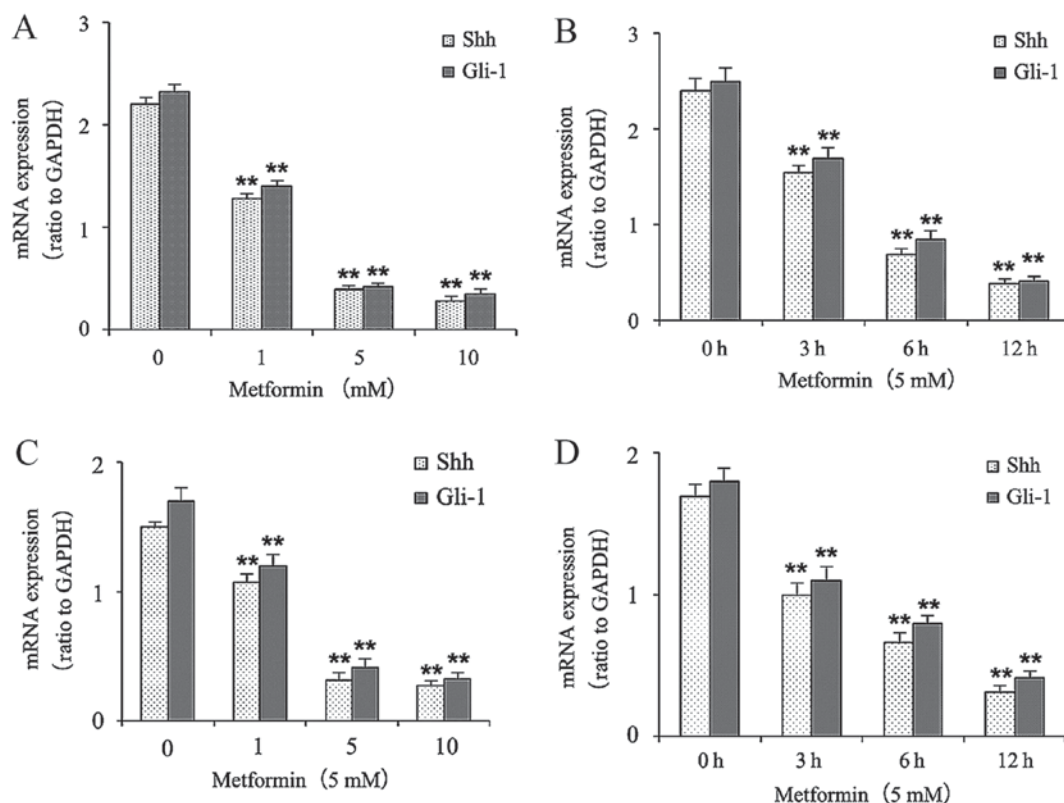 A
mRNA expression
(ratio to GAPDH)
3
2
1
0
Shh
Gli-1
** **
** **
** **
0 1 5 10
Metformin (mM)
B
mRNA expression
(ratio to GAPDH)
3
2
1
0
Shh
Gli-1
** **
** **
** **
0 h 3 h 6 h 12 h
Metformin (5 mM)
C
mRNA expression
(ratio to GAPDH)
2
1
0
Shh
Gli-1
** **
** **
** **
0 1 5 10
Metformin (5 mM)
D
mRNA expression
(ratio to GAPDH)
2
1
0
Shh
Gli-1
** **
** **
** **
0 h 3 h 6 h 12 h
Metformin (5 mM)